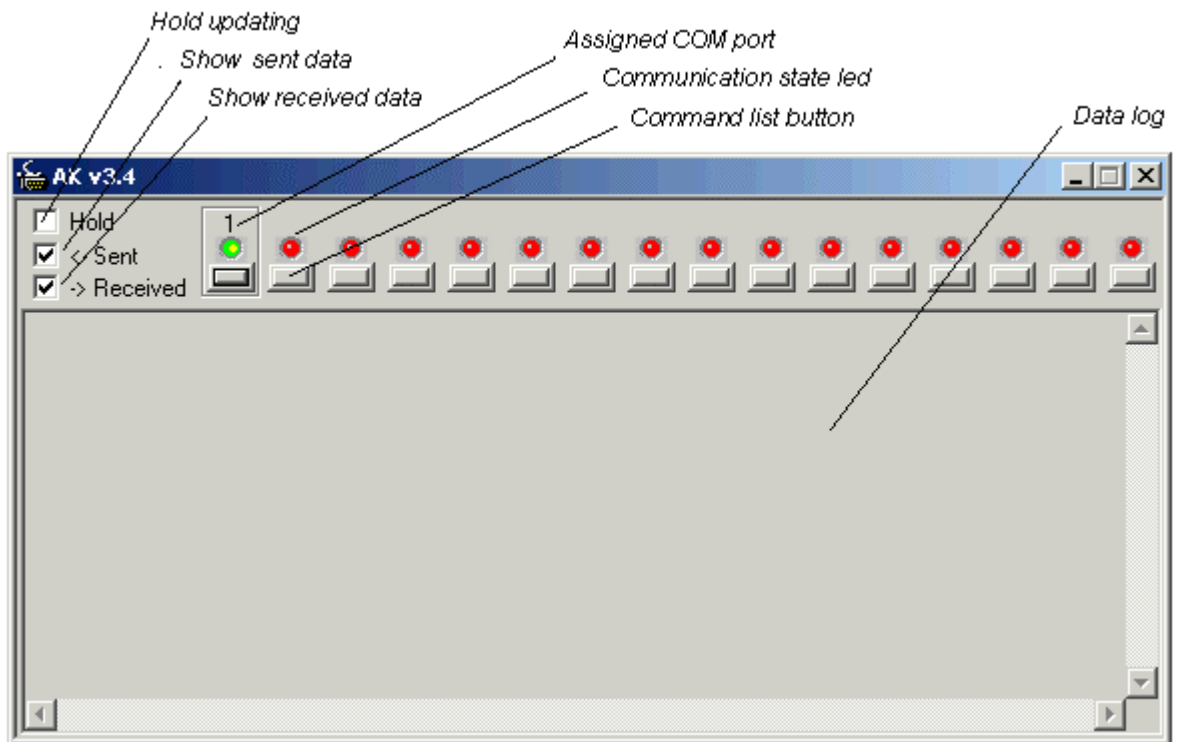 Hold updating
. Show sent data
Show received data
Assigned COM port
Communication state led
Command list button
Data log
AK v3.4
Hold
<- Sent
-> Received
1